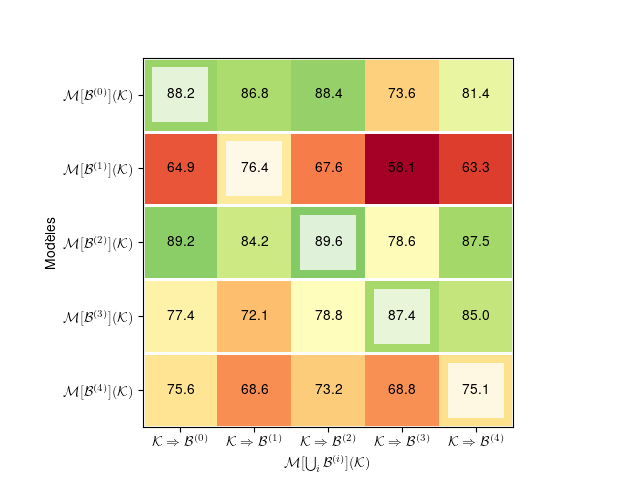 𝓜[𝓑⁽⁰⁾](𝓚) 88.2 86.8 88.4 73.6 81.4
𝓜[𝓑⁽¹⁾](𝓚) 64.9 76.4 67.6 58.1 63.3
Modèles
𝓜[𝓑⁽²⁾](𝓚) 89.2 84.2 89.6 78.6 87.5
𝓜[𝓑⁽³⁾](𝓚) 77.4 72.1 78.8 87.4 85.0
𝓜[𝓑⁽⁴⁾](𝓚) 75.6 68.6 73.2 68.8 75.1
𝓚 ⇒ 𝓑⁽⁰⁾ 𝓚 ⇒ 𝓑⁽¹⁾ 𝓚 ⇒ 𝓑⁽²⁾ 𝓚 ⇒ 𝓑⁽³⁾ 𝓚 ⇒ 𝓑⁽⁴⁾
𝓜[⋃ᵢ 𝓑⁽ⁱ⁾](𝓚)